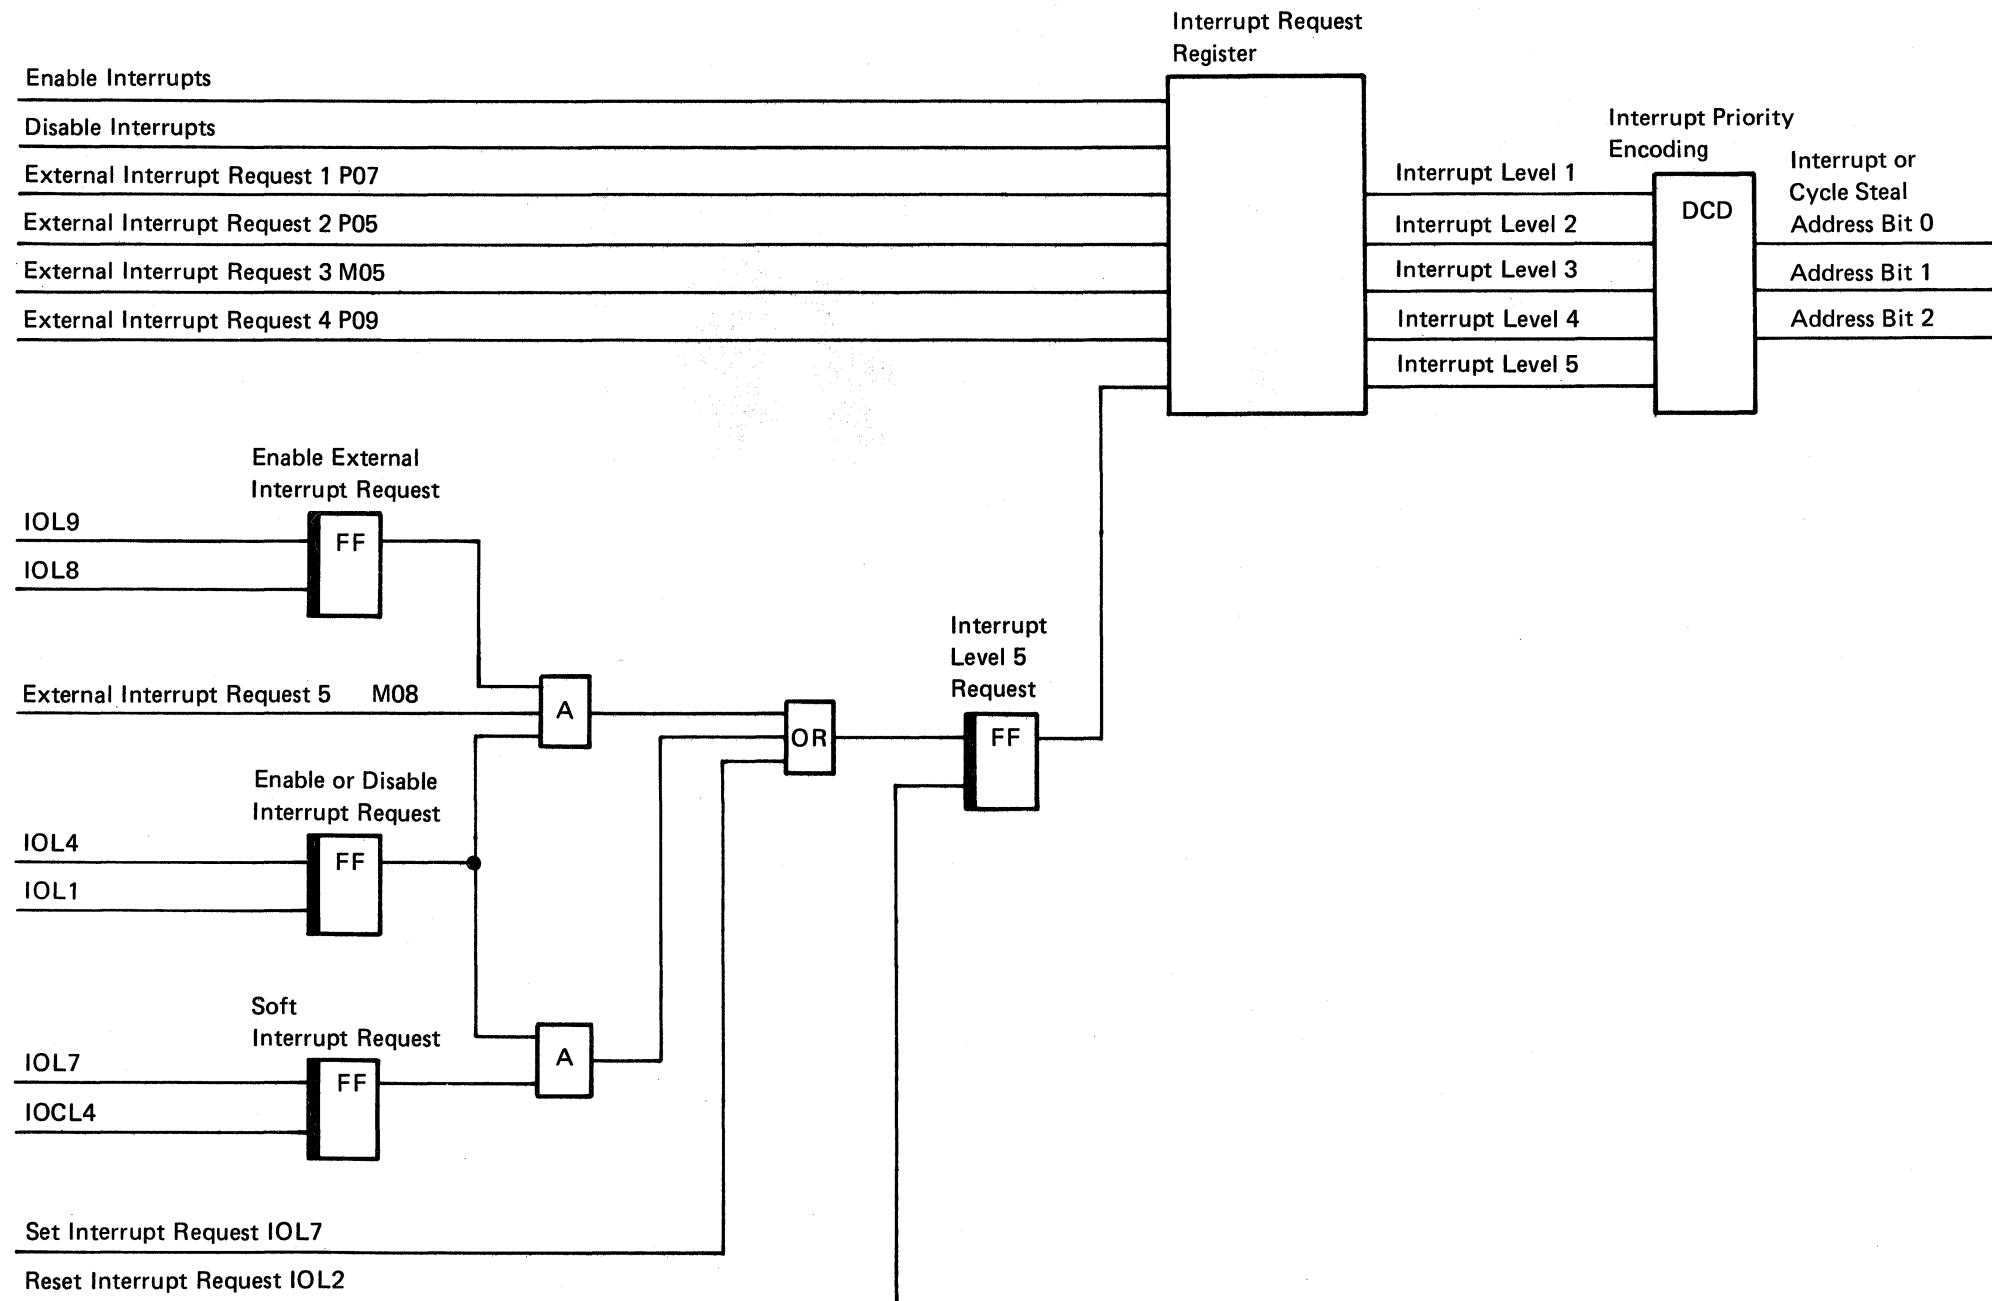 Interrupt Request
Register
Enable Interrupts
Disable Interrupts
External Interrupt Request 1 P07
External Interrupt Request 2 P05
External Interrupt Request 3 M05
External Interrupt Request 4 P09
Interrupt Level 1
Interrupt Level 2
Interrupt Level 3
Interrupt Level 4
Interrupt Level 5
Interrupt Priority
Encoding
DCD
Interrupt or
Cycle Steal
Address Bit 0
Address Bit 1
Address Bit 2
Enable External
Interrupt Request
IOL9
FF
IOL8
External Interrupt Request 5 M08
A
OR
Interrupt
Level 5
Request
FF
Enable or Disable
Interrupt Request
IOL4
FF
IOL1
Soft
Interrupt Request
IOL7
FF
A
IOCL4
Set Interrupt Request IOL7
Reset Interrupt Request IOL2